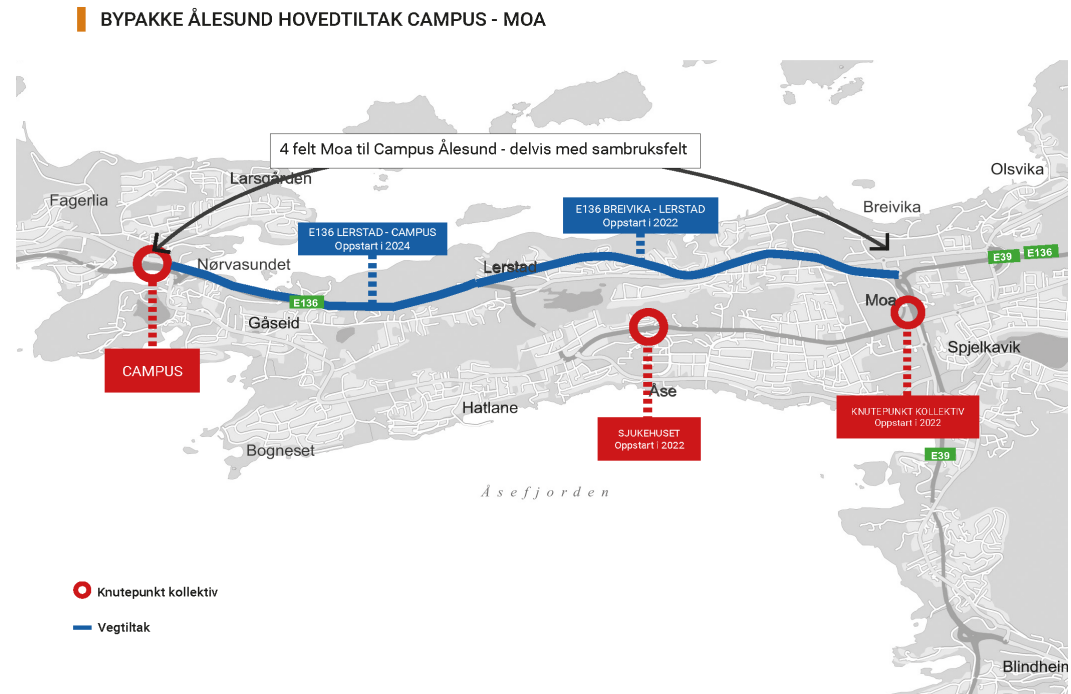 BYPAKKE ÅLESUND HOVEDTILTAK CAMPUS - MOA
4 felt Moa til Campus Ålesund - delvis med sambruksfelt
Olsvika
Larsgården
Fagerlia
Breivika
E136 BREIVIKA - LERSTAD
Oppstart i 2022
E136 LERSTAD - CAMPUS
Oppstart i 2024
E39
E136
Nørvasundet
Lerstad
E136
Moa
Gåseid
Spjelkavik
CAMPUS
Åse
Hatlane
KNUTEPUNKT KOLLEKTIV
Oppstart i 2022
SJUKEHUSET
Oppstart i 2022
Bogneset
E39
Åsefjorden
Knutepunkt kollektiv
Vegtiltak
Blindhein